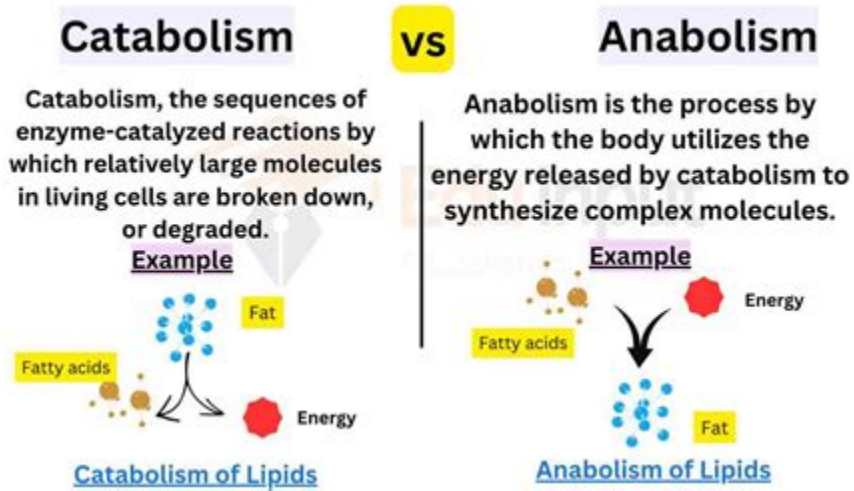 Catabolism
vs
Anabolism
Catabolism, the sequences of
enzyme-catalyzed reactions by
which relatively large molecules
in living cells are broken down,
or degraded.
Example
Fat
Fatty acids
Energy
Catabolism of Lipids
Anabolism is the process by
which the body utilizes the
energy released by catabolism to
synthesize complex molecules.
Example
Energy
Fatty acids
Fat
Anabolism of Lipids
Edu input